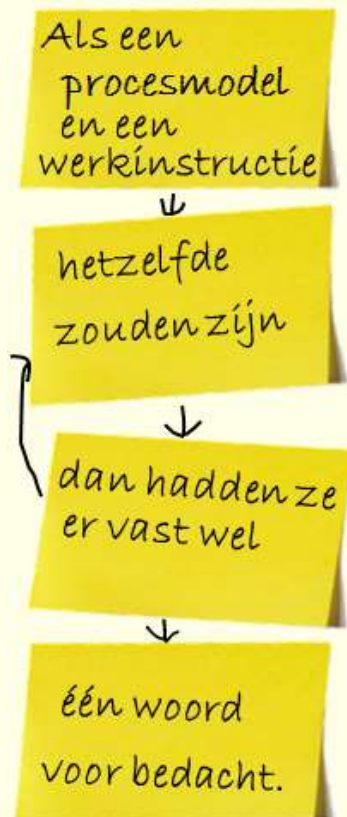 Als een
procesmodel
en een
werkinstructie
hetzelfde
zouden zijn
dan hadden ze
er vast wel
één woord
voor bedacht.